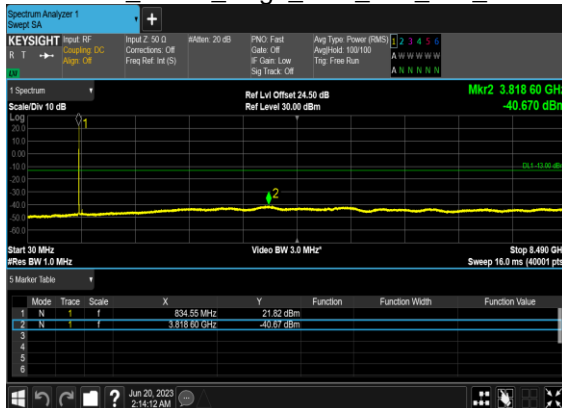 Spectrum Analyzer 1
Swept SA
+
KEYSIGHT Input: RF Input Z: 50 Ω #Atten: 20 dB PNO: Fast Avg Type: Power (RMS) 1 2 3 4 5 6
R T Coupling: DC Corrections: Off Gate: Off Avg|Hold: 100/100 A W W W W W
Align: Off Freq Ref: Int (S) IF Gain: Low Trig: Free Run
Sig Track: Off A N N N N N
1 Spectrum Ref Lvl Offset 24.50 dB Mkr2 3.818 60 GHz
Scale/Div 10 dB Ref Level 30.00 dBm -40.670 dBm
Log
20.0
1
10.0
0.00
-10.0
DL1 -13.00 dBm
-20.0
-30.0
2
-40.0
-50.0
-60.0
Start 30 MHz Video BW 3.0 MHz* Stop 8.490 GHz
#Res BW 1.0 MHz Sweep 16.0 ms (40001 pts)
5 Marker Table
Mode Trace Scale X Y Function Function Width Function Value
1 N 1 f 834.55 MHz 21.82 dBm
2 N 1 f 3.818 60 GHz -40.67 dBm
3
4
5
6
? Jun 20, 2023
2:14:12 AM